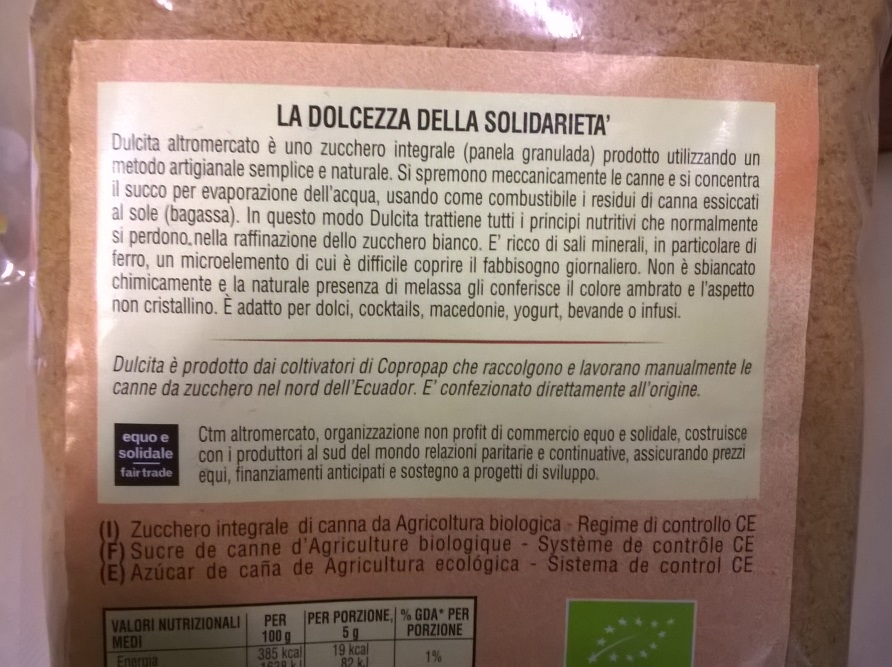 LA DOLCEZZA DELLA SOLIDARIETA'
Dulcita altromercato è uno zucchero integrale (panela granulada) prodotto utilizzando un
metodo artigianale semplice e naturale. Si spremono meccanicamente le canne e si concentra
il succo per evaporazione dell'acqua, usando come combustibile i residui di canna essiccati
al sole (bagassa). In questo modo Dulcita trattiene tutti i principi nutritivi che normalmente
si perdono nella raffinazione dello zucchero bianco. E' ricco di sali minerali, in particolare di
ferro, un microelemento di cui è difficile coprire il fabbisogno giornaliero. Non è sbiancato
chimicamente e la naturale presenza di melassa gli conferisce il colore ambrato e l'aspetto
non cristallino. È adatto per dolci, cocktails, macedonie, yogurt, bevande o infusi.
Dulcita è prodotto dai coltivatori di Copropap che raccolgono e lavorano manualmente le
canne da zucchero nel nord dell'Ecuador. E' confezionato direttamente all'origine.
equo e
solidale
fairtrade
Ctm altromercato, organizzazione non profit di commercio equo e solidale, costruisce
con i produttori al sud del mondo relazioni paritarie e continuative, assicurando prezzi
equi, finanziamenti anticipati e sostegno a progetti di sviluppo.
(I) Zucchero integrale di canna da Agricoltura biologica - Regime di controllo CE
(F) Sucre de canne d'Agriculture biologique - Système de contrôle CE
(E) Azúcar de caña de Agricultura ecológica - Sistema de control CE
VALORI NUTRIZIONALI MEDI PER 100 g PER PORZIONE, 5 g % GDA* PER PORZIONE
Energia 385 kcal 19 kcal 1%
82 kJ